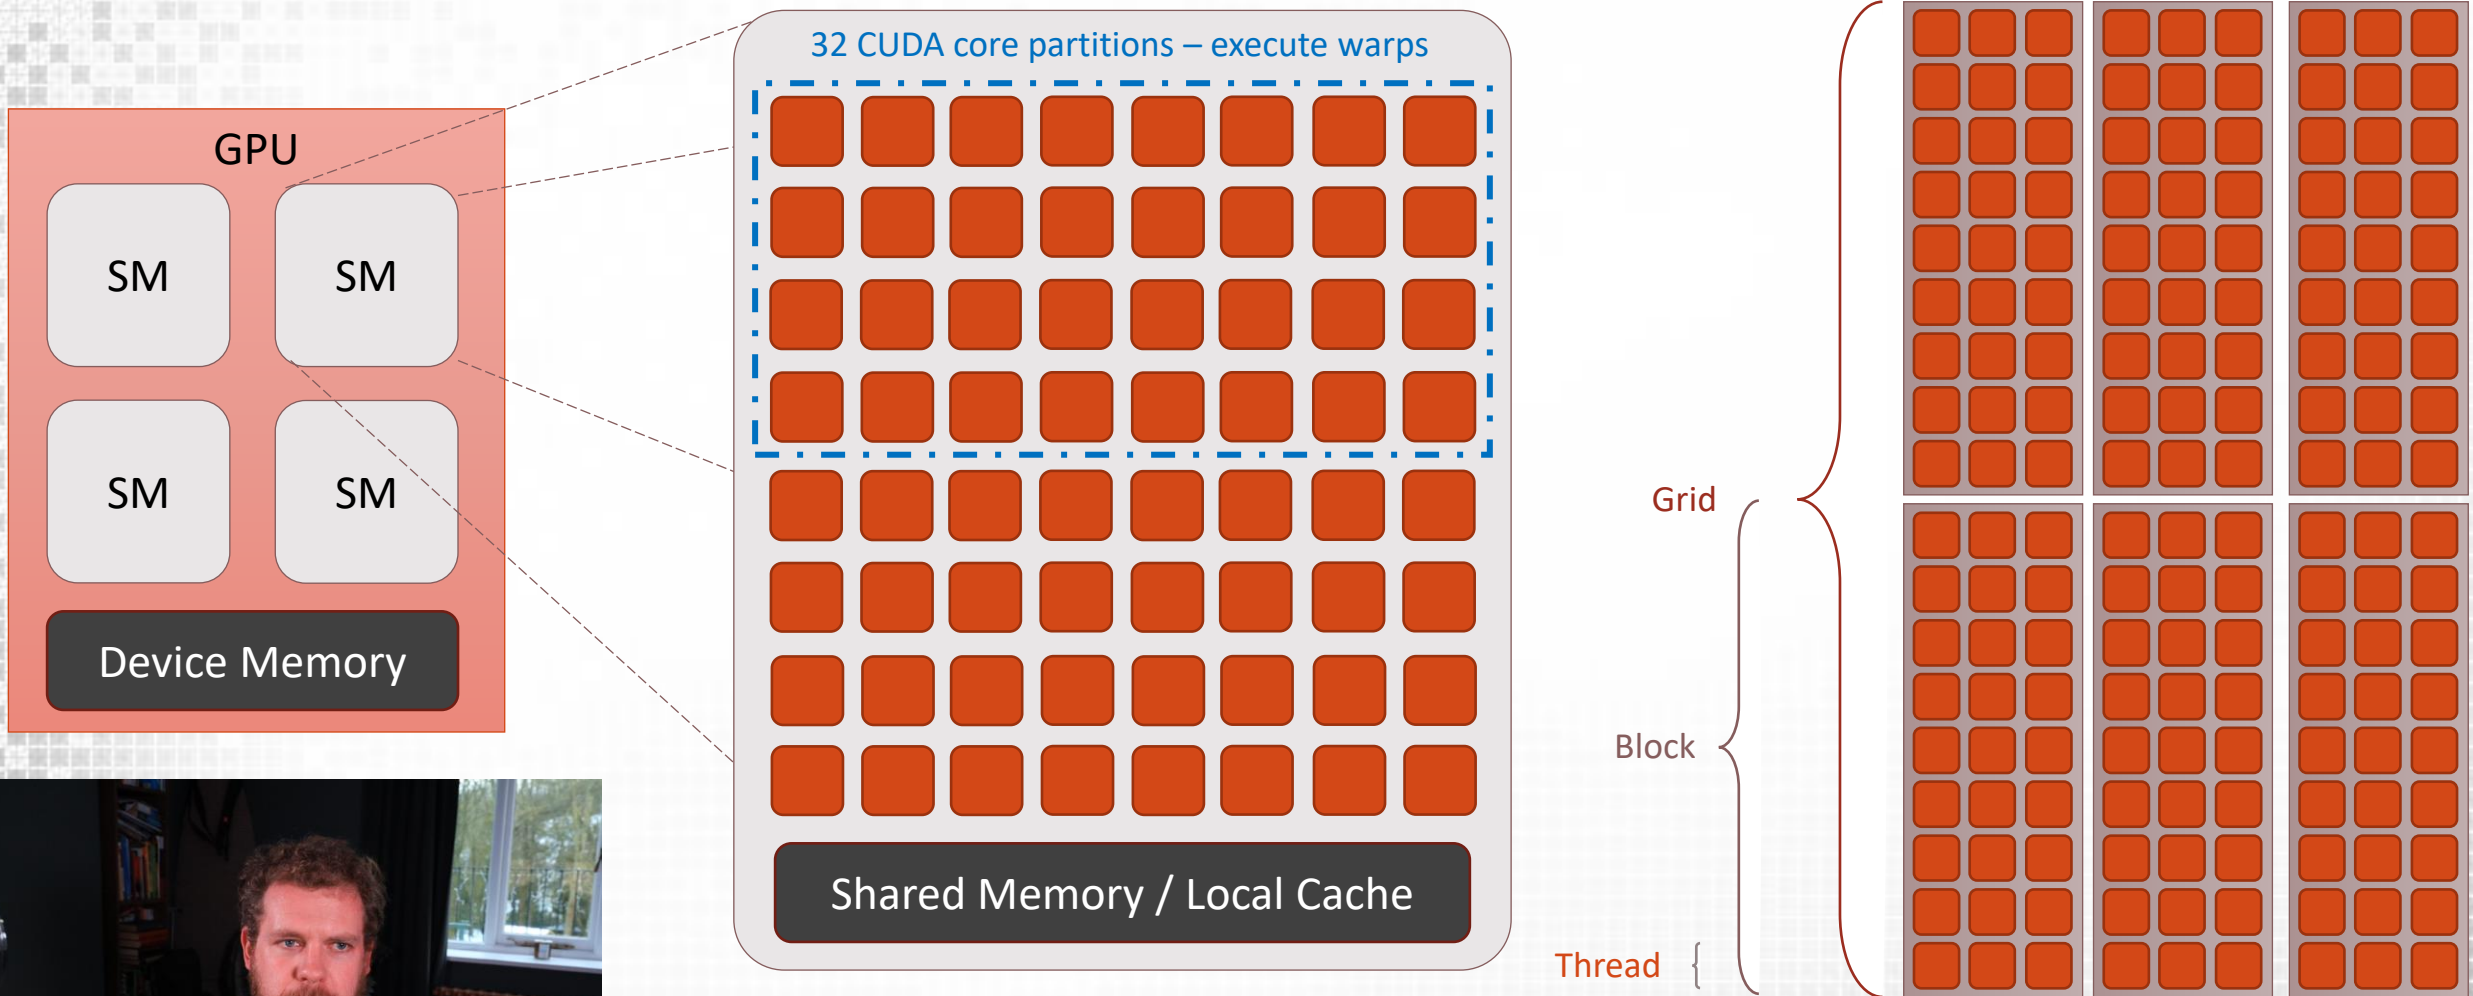 GPU
SM
SM
SM
SM
Device Memory
32 CUDA core partitions – execute warps
Shared Memory / Local Cache
Grid
Block
Thread